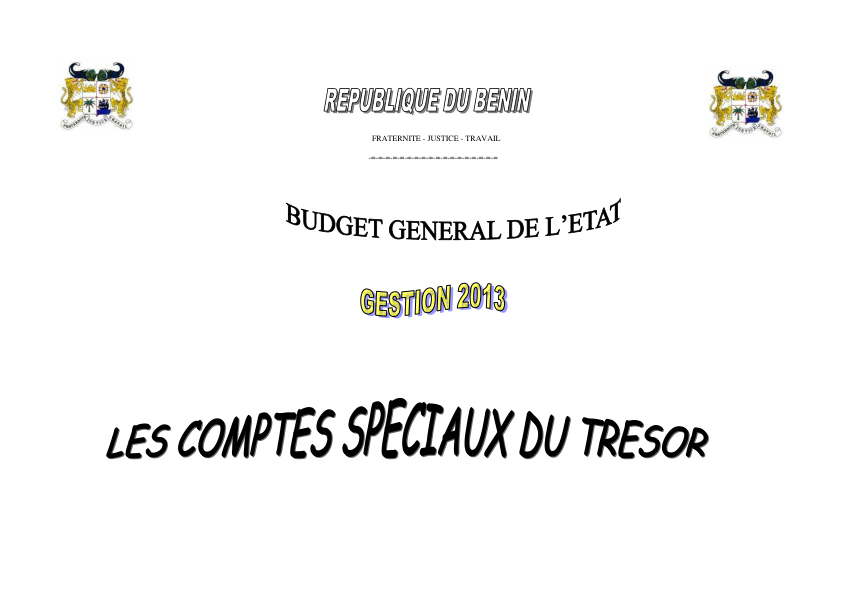 REPUBLIQUE DU BENIN
FRATERNITE - JUSTICE - TRAVAIL
-=-=-=-=-=-=-=-=-=-=-=-=-=-=-=-=-=-=
BUDGET GENERAL DE L’ETAT
GESTION 2013
LES COMPTES SPECIAUX DU TRESOR